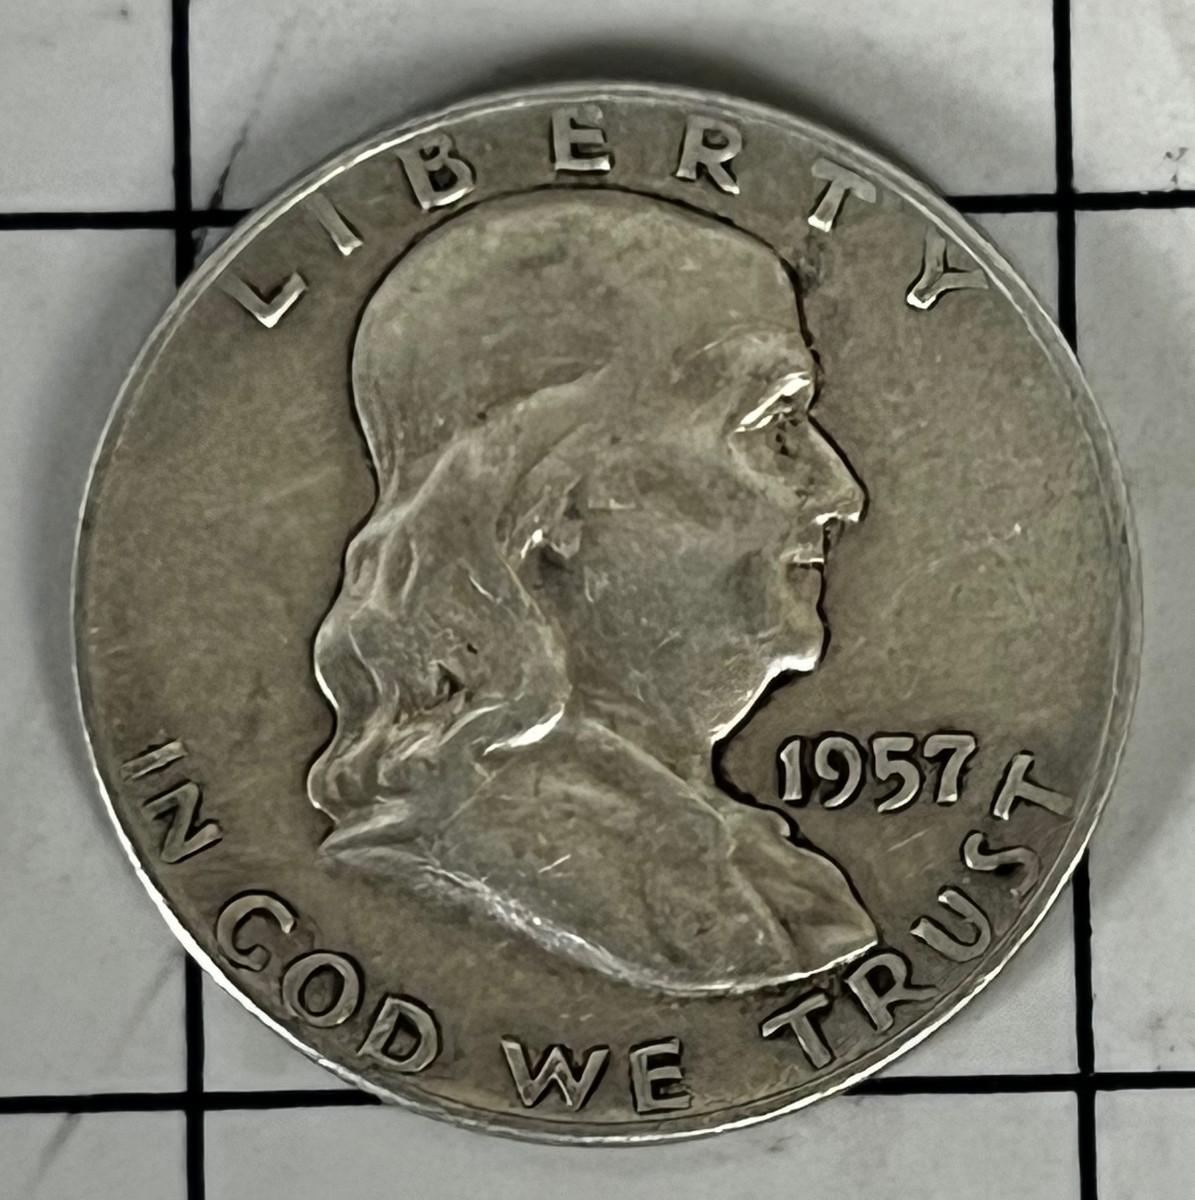 LIBERTY
1957
IN GOD WE TRUST